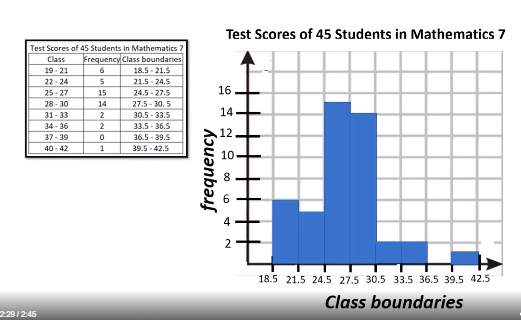 Test Scores of 45 Students in Mathematics 7
Test Scores of 45 Students in Mathematics 7
Class Frequency Class boundaries
19 - 21 6 18.5 - 21.5
22 - 24 5 21.5 - 24.5
25 - 27 15 24.5 - 27.5
28 - 30 14 27.5 - 30. 5
31 - 33 2 30.5 - 33.5
34 - 36 2 33.5 - 36.5
37 - 39 0 36.5 - 39.5
40 - 42 1 39.5 - 42.5
frequency
16
14
12
10
8
6
4
2
18.5 21.5 24.5 27.5 30.5 33.5 36.5 39.5 42.5
Class boundaries
2:29 / 2:45